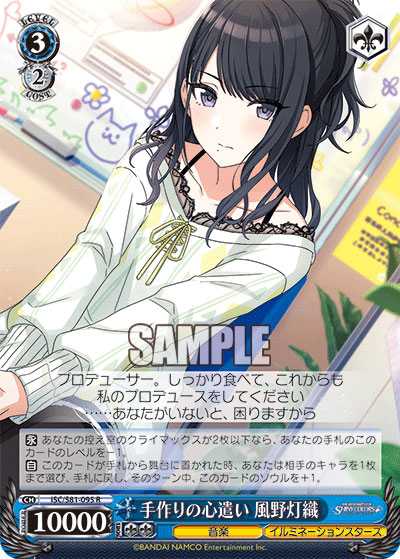 LEVEL
3
2
COST
SAMPLE
プロデューサー。しっかり食べて、これからも
私のプロデュースをしてください
……あなたがいないと、困りますから
永 あなたの控え室のクライマックスが2枚以下なら、あなたの手札のこの
カードのレベルを－1。
自 このカードが手札から舞台に置かれた時、あなたは相手のキャラを1枚
まで選び、手札に戻し、そのターン中、このカードのソウルを＋1。
CH ISC/S81-095 R
10000
手作りの心遣い 風野灯織
SHINY COLORS
音楽
イルミネーションスターズ
©BANDAI NAMCO Entertainment Inc.